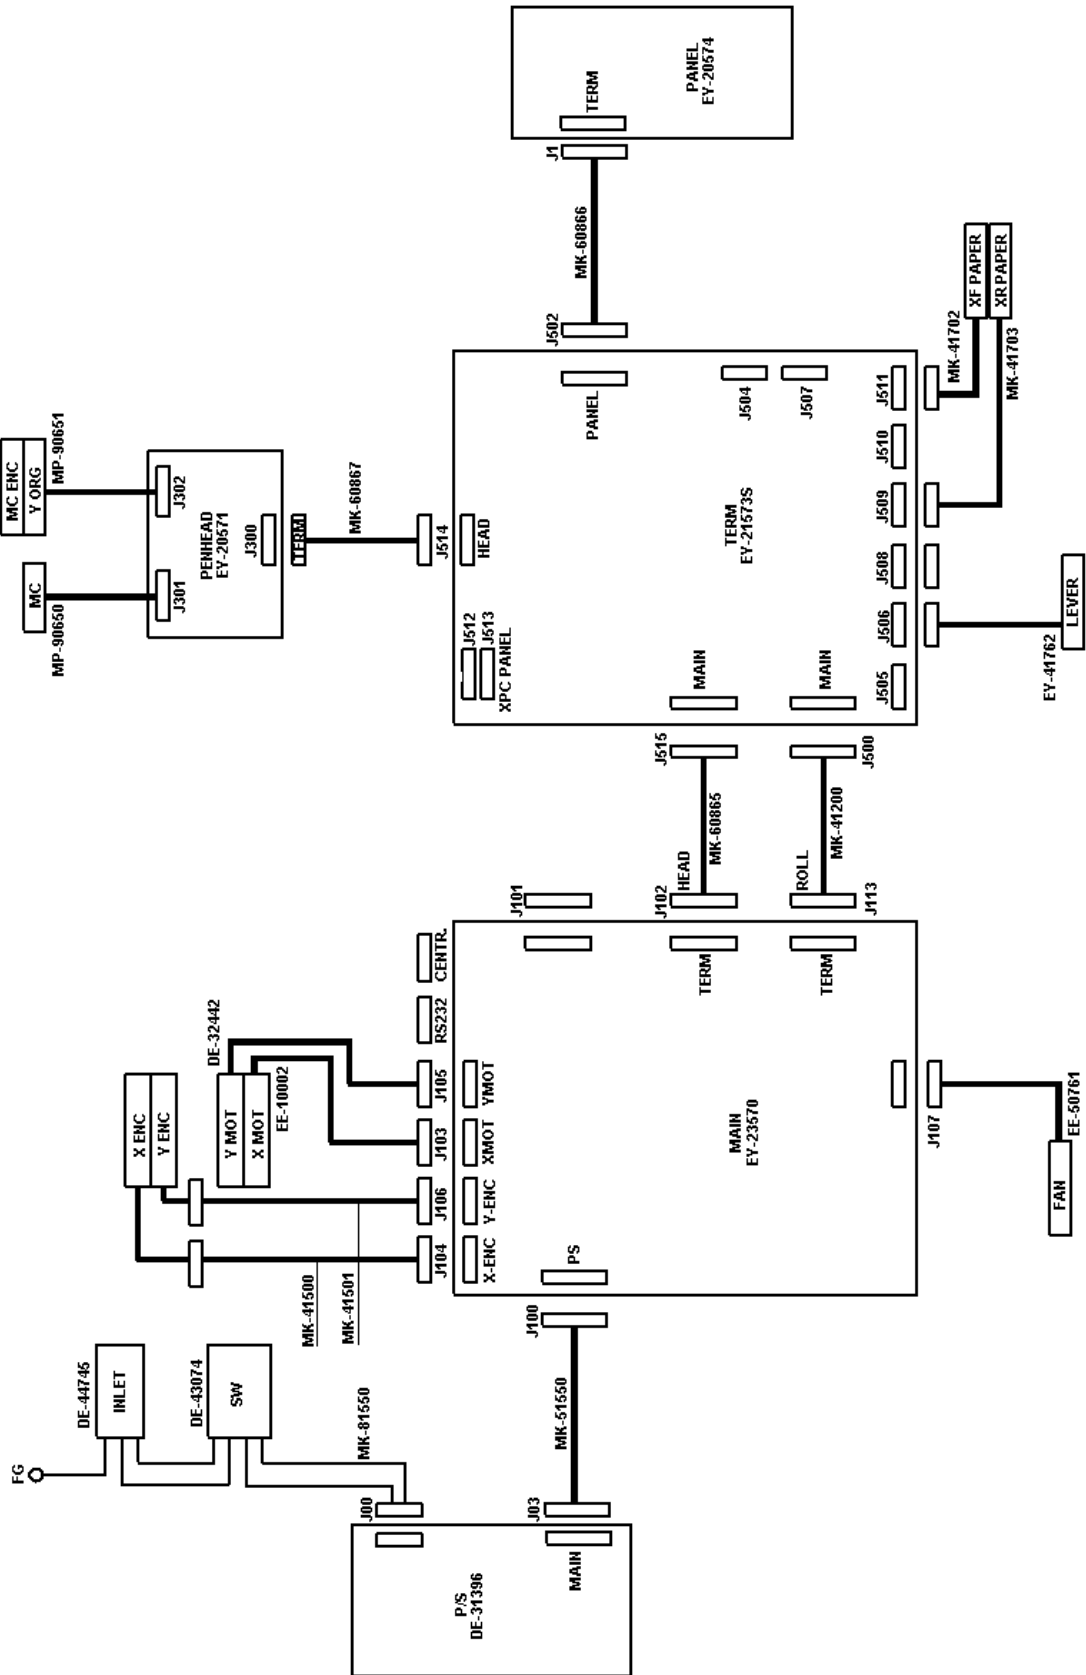 FG
DE-44745
INLET
DE-43074
SW
MK-81550
J00
P/S
DE-31396
MAIN
J03
MK-51550
J100
PS
MK-41500
MK-41501
X ENC
Y ENC
Y MOT
X MOT
DE-32442
EE-10002
J104
J106
J103
J105
RS232
CENTR.
X-ENC
Y-ENC
XMOT
YMOT
MAIN
EY-23570
J107
FAN
EE-50761
J101
TERM
J102
HEAD
MK-60865
J515
TERM
J113
ROLL
MK-41200
J500
MC
MP-90650
MC ENC
Y ORG
MP-90651
J301
PENHEAD
EY-20571
J302
J300
TERM
MK-60867
J514
HEAD
J512
J513
XPC PANEL
MAIN
MAIN
TERM
EY-21573S
PANEL
J504
J507
J505
J506
J508
J509
J510
J511
EY-41762
LEVER
MK-41702
MK-41703
XF PAPER
XR PAPER
J502
MK-60866
J1
TERM
PANEL
EY-20574